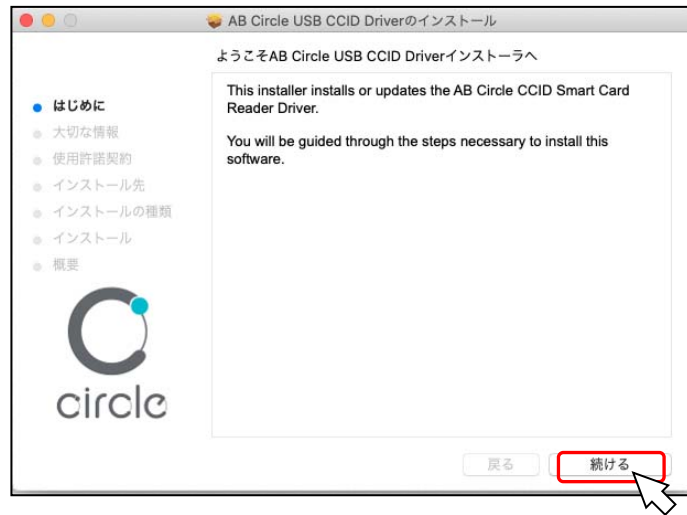 AB Circle USB CCID Driverのインストール
ようこそAB Circle USB CCID Driverインストーラへ
はじめに
大切な情報
使用許諾契約
インストール先
インストールの種類
インストール
概要
circle
This installer installs or updates the AB Circle CCID Smart Card
Reader Driver.
You will be guided through the steps necessary to install this
software.
戻る
続ける